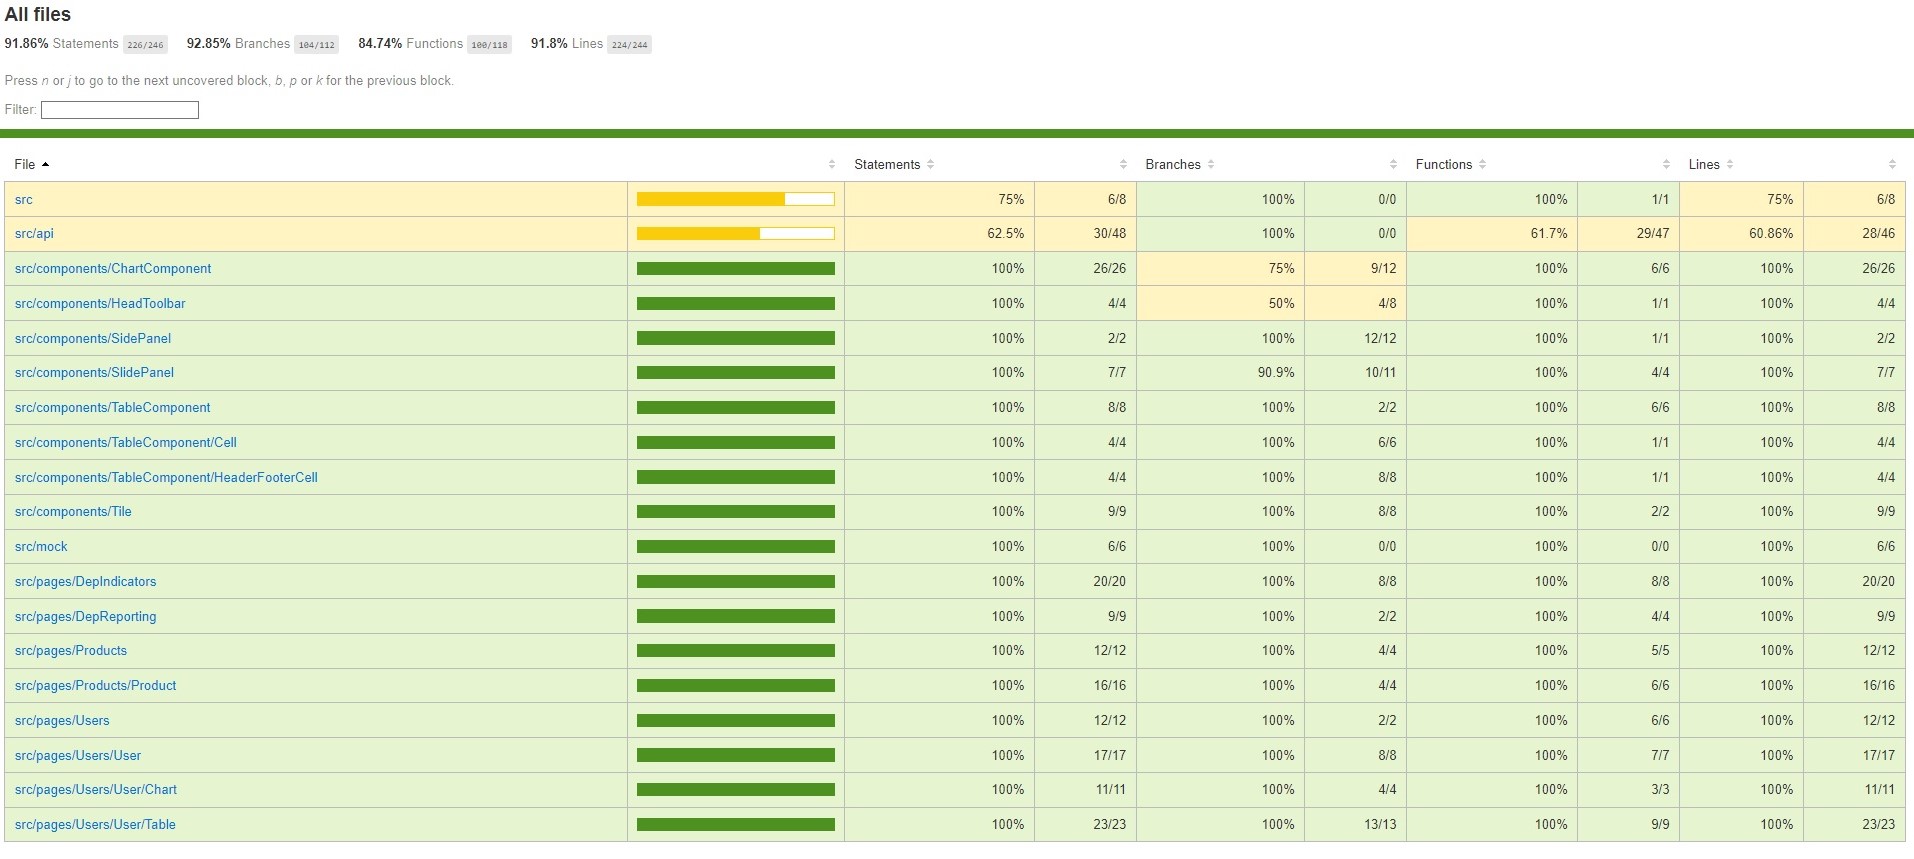 All files
91.86% Statements 226/246 92.85% Branches 104/112 84.74% Functions 100/118 91.8% Lines 224/244
Press n or j to go to the next uncovered block, b, p or k for the previous block.
Filter:
File Statements Branches Functions Lines
src 75% 6/8 100% 0/0 100% 1/1 75% 6/8
src/api 62.5% 30/48 100% 0/0 61.7% 29/47 60.86% 28/46
src/components/ChartComponent 100% 26/26 75% 9/12 100% 6/6 100% 26/26
src/components/HeadToolbar 100% 4/4 50% 4/8 100% 1/1 100% 4/4
src/components/SidePanel 100% 2/2 100% 12/12 100% 1/1 100% 2/2
src/components/SlidePanel 100% 7/7 90.9% 10/11 100% 4/4 100% 7/7
src/components/TableComponent 100% 8/8 100% 2/2 100% 6/6 100% 8/8
src/components/TableComponent/Cell 100% 4/4 100% 6/6 100% 1/1 100% 4/4
src/components/TableComponent/HeaderFooterCell 100% 4/4 100% 8/8 100% 1/1 100% 4/4
src/components/Tile 100% 9/9 100% 8/8 100% 2/2 100% 9/9
src/mock 100% 6/6 100% 0/0 100% 0/0 100% 6/6
src/pages/DepIndicators 100% 20/20 100% 8/8 100% 8/8 100% 20/20
src/pages/DepReporting 100% 9/9 100% 2/2 100% 4/4 100% 9/9
src/pages/Products 100% 12/12 100% 4/4 100% 5/5 100% 12/12
src/pages/Products/Product 100% 16/16 100% 4/4 100% 6/6 100% 16/16
src/pages/Users 100% 12/12 100% 2/2 100% 6/6 100% 12/12
src/pages/Users/User 100% 17/17 100% 8/8 100% 7/7 100% 17/17
src/pages/Users/User/Chart 100% 11/11 100% 4/4 100% 3/3 100% 11/11
src/pages/Users/User/Table 100% 23/23 100% 13/13 100% 9/9 100% 23/23